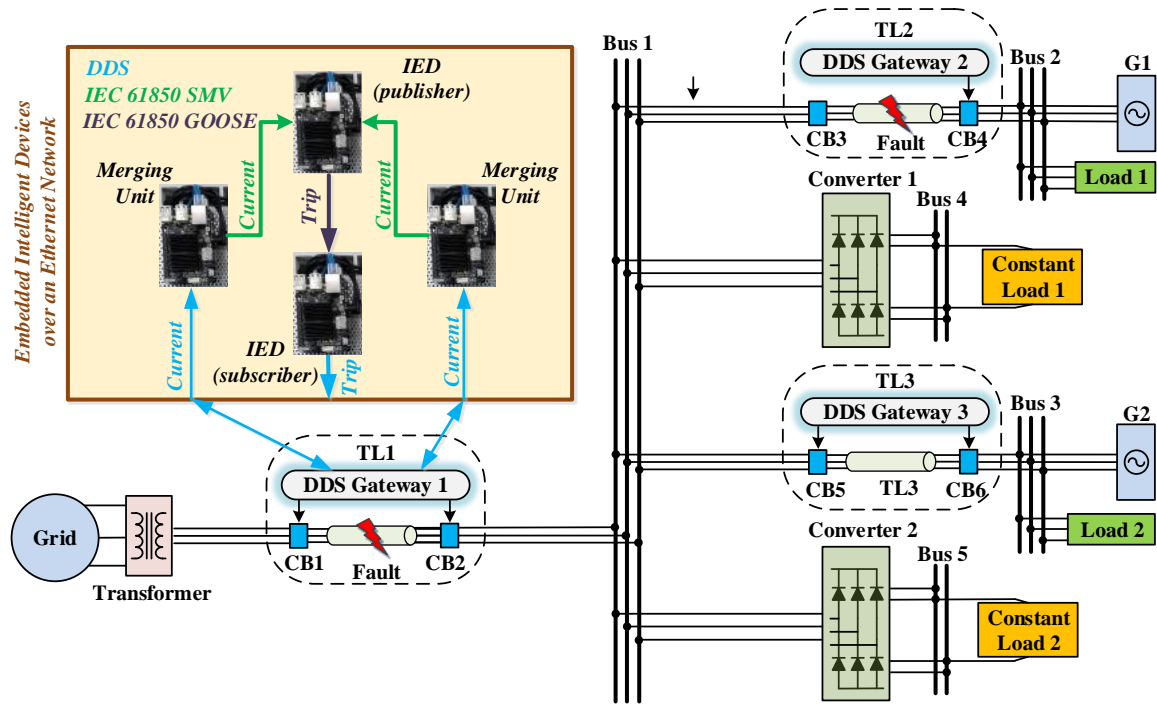 DDS
IEC 61850 SMV
IEC 61850 GOOSE
IED
(publisher)
Merging
Unit
Merging
Unit
Current
Trip
Current
Current
IED
(subscriber)
Trip
Current
Embedded Intelligent Devices
over an Ethernet Network
TL1
DDS Gateway 1
CB1
Fault
CB2
Grid
Transformer
Bus 1
TL2
DDS Gateway 2
CB3
Fault
CB4
Bus 2
G1
Load 1
Converter 1
Bus 4
Constant
Load 1
TL3
DDS Gateway 3
CB5
TL3
CB6
Bus 3
G2
Load 2
Converter 2
Bus 5
Constant
Load 2